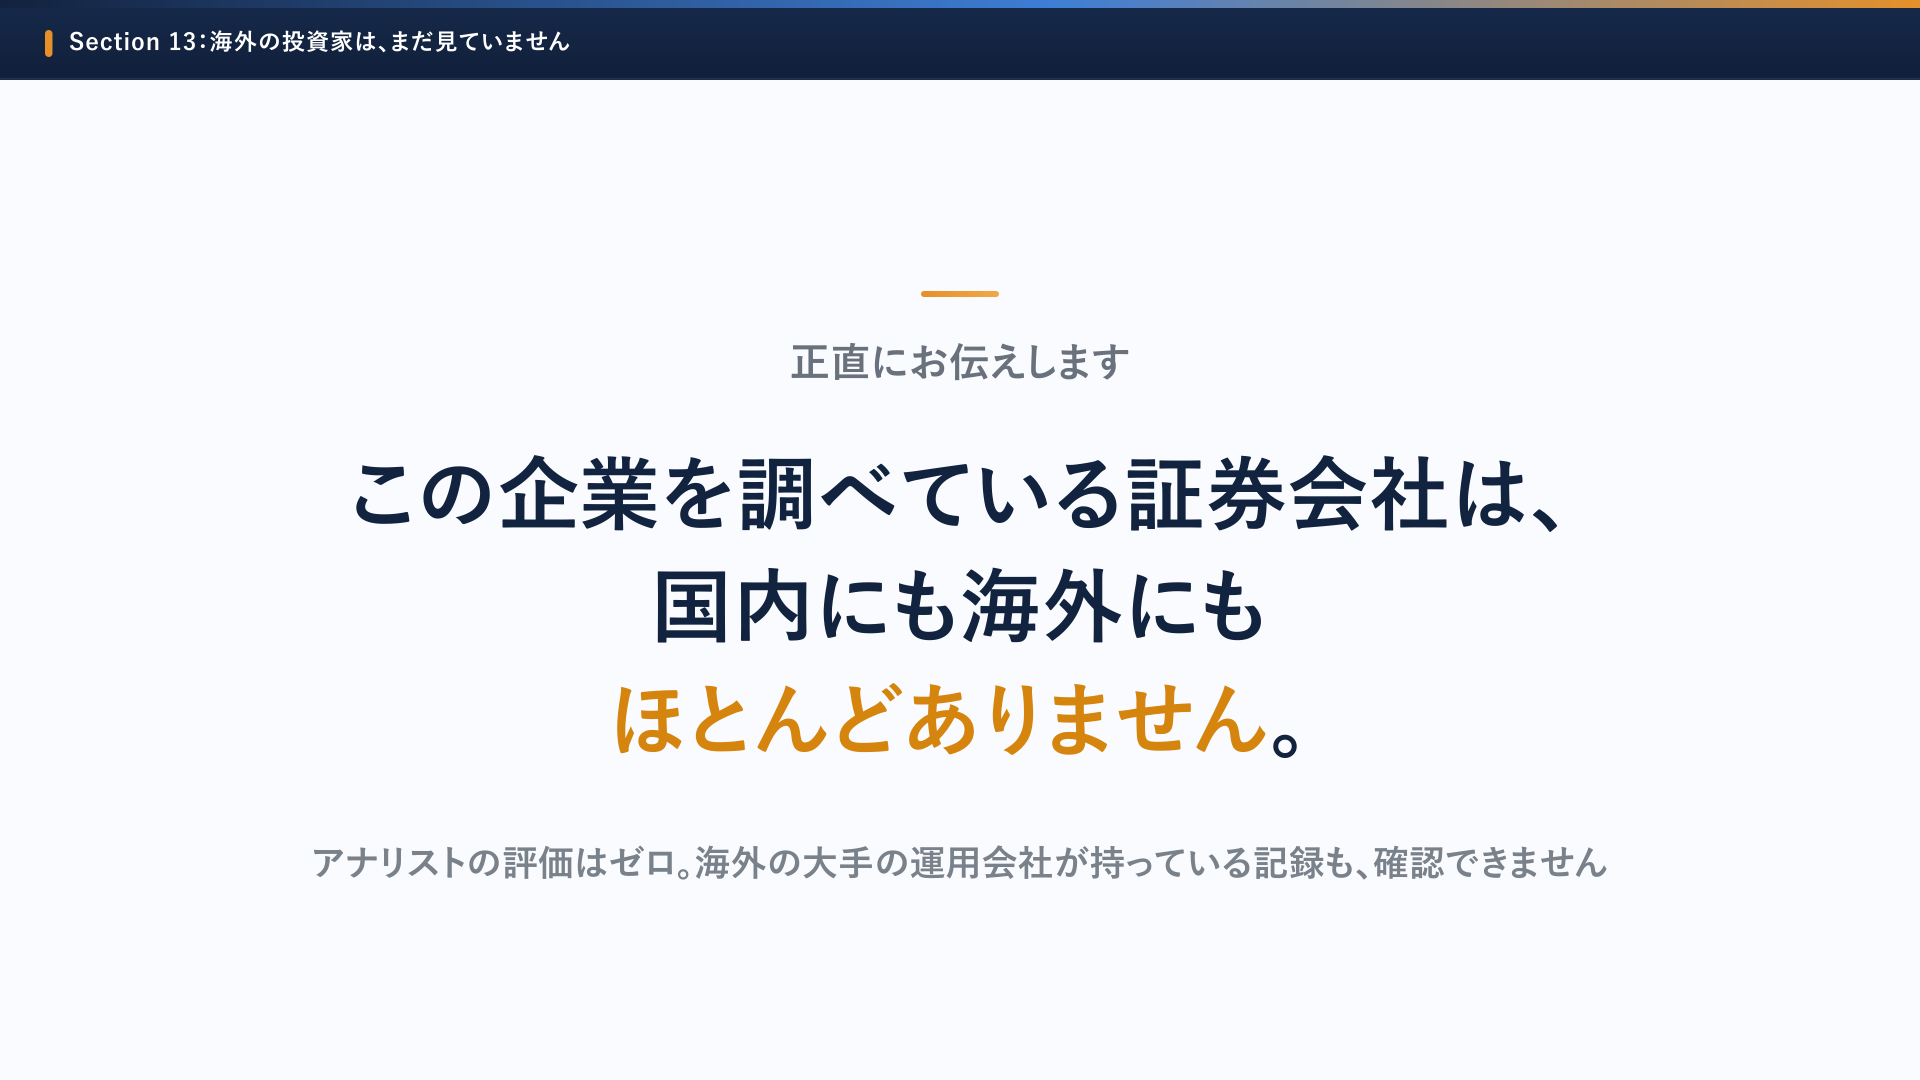 Section 13：海外の投資家は、まだ見ていません
正直にお伝えします
この企業を調べている証券会社は、
国内にも海外にも
ほとんどありません。
アナリストの評価はゼロ。海外の大手の運用会社が持っている記録も、確認できません